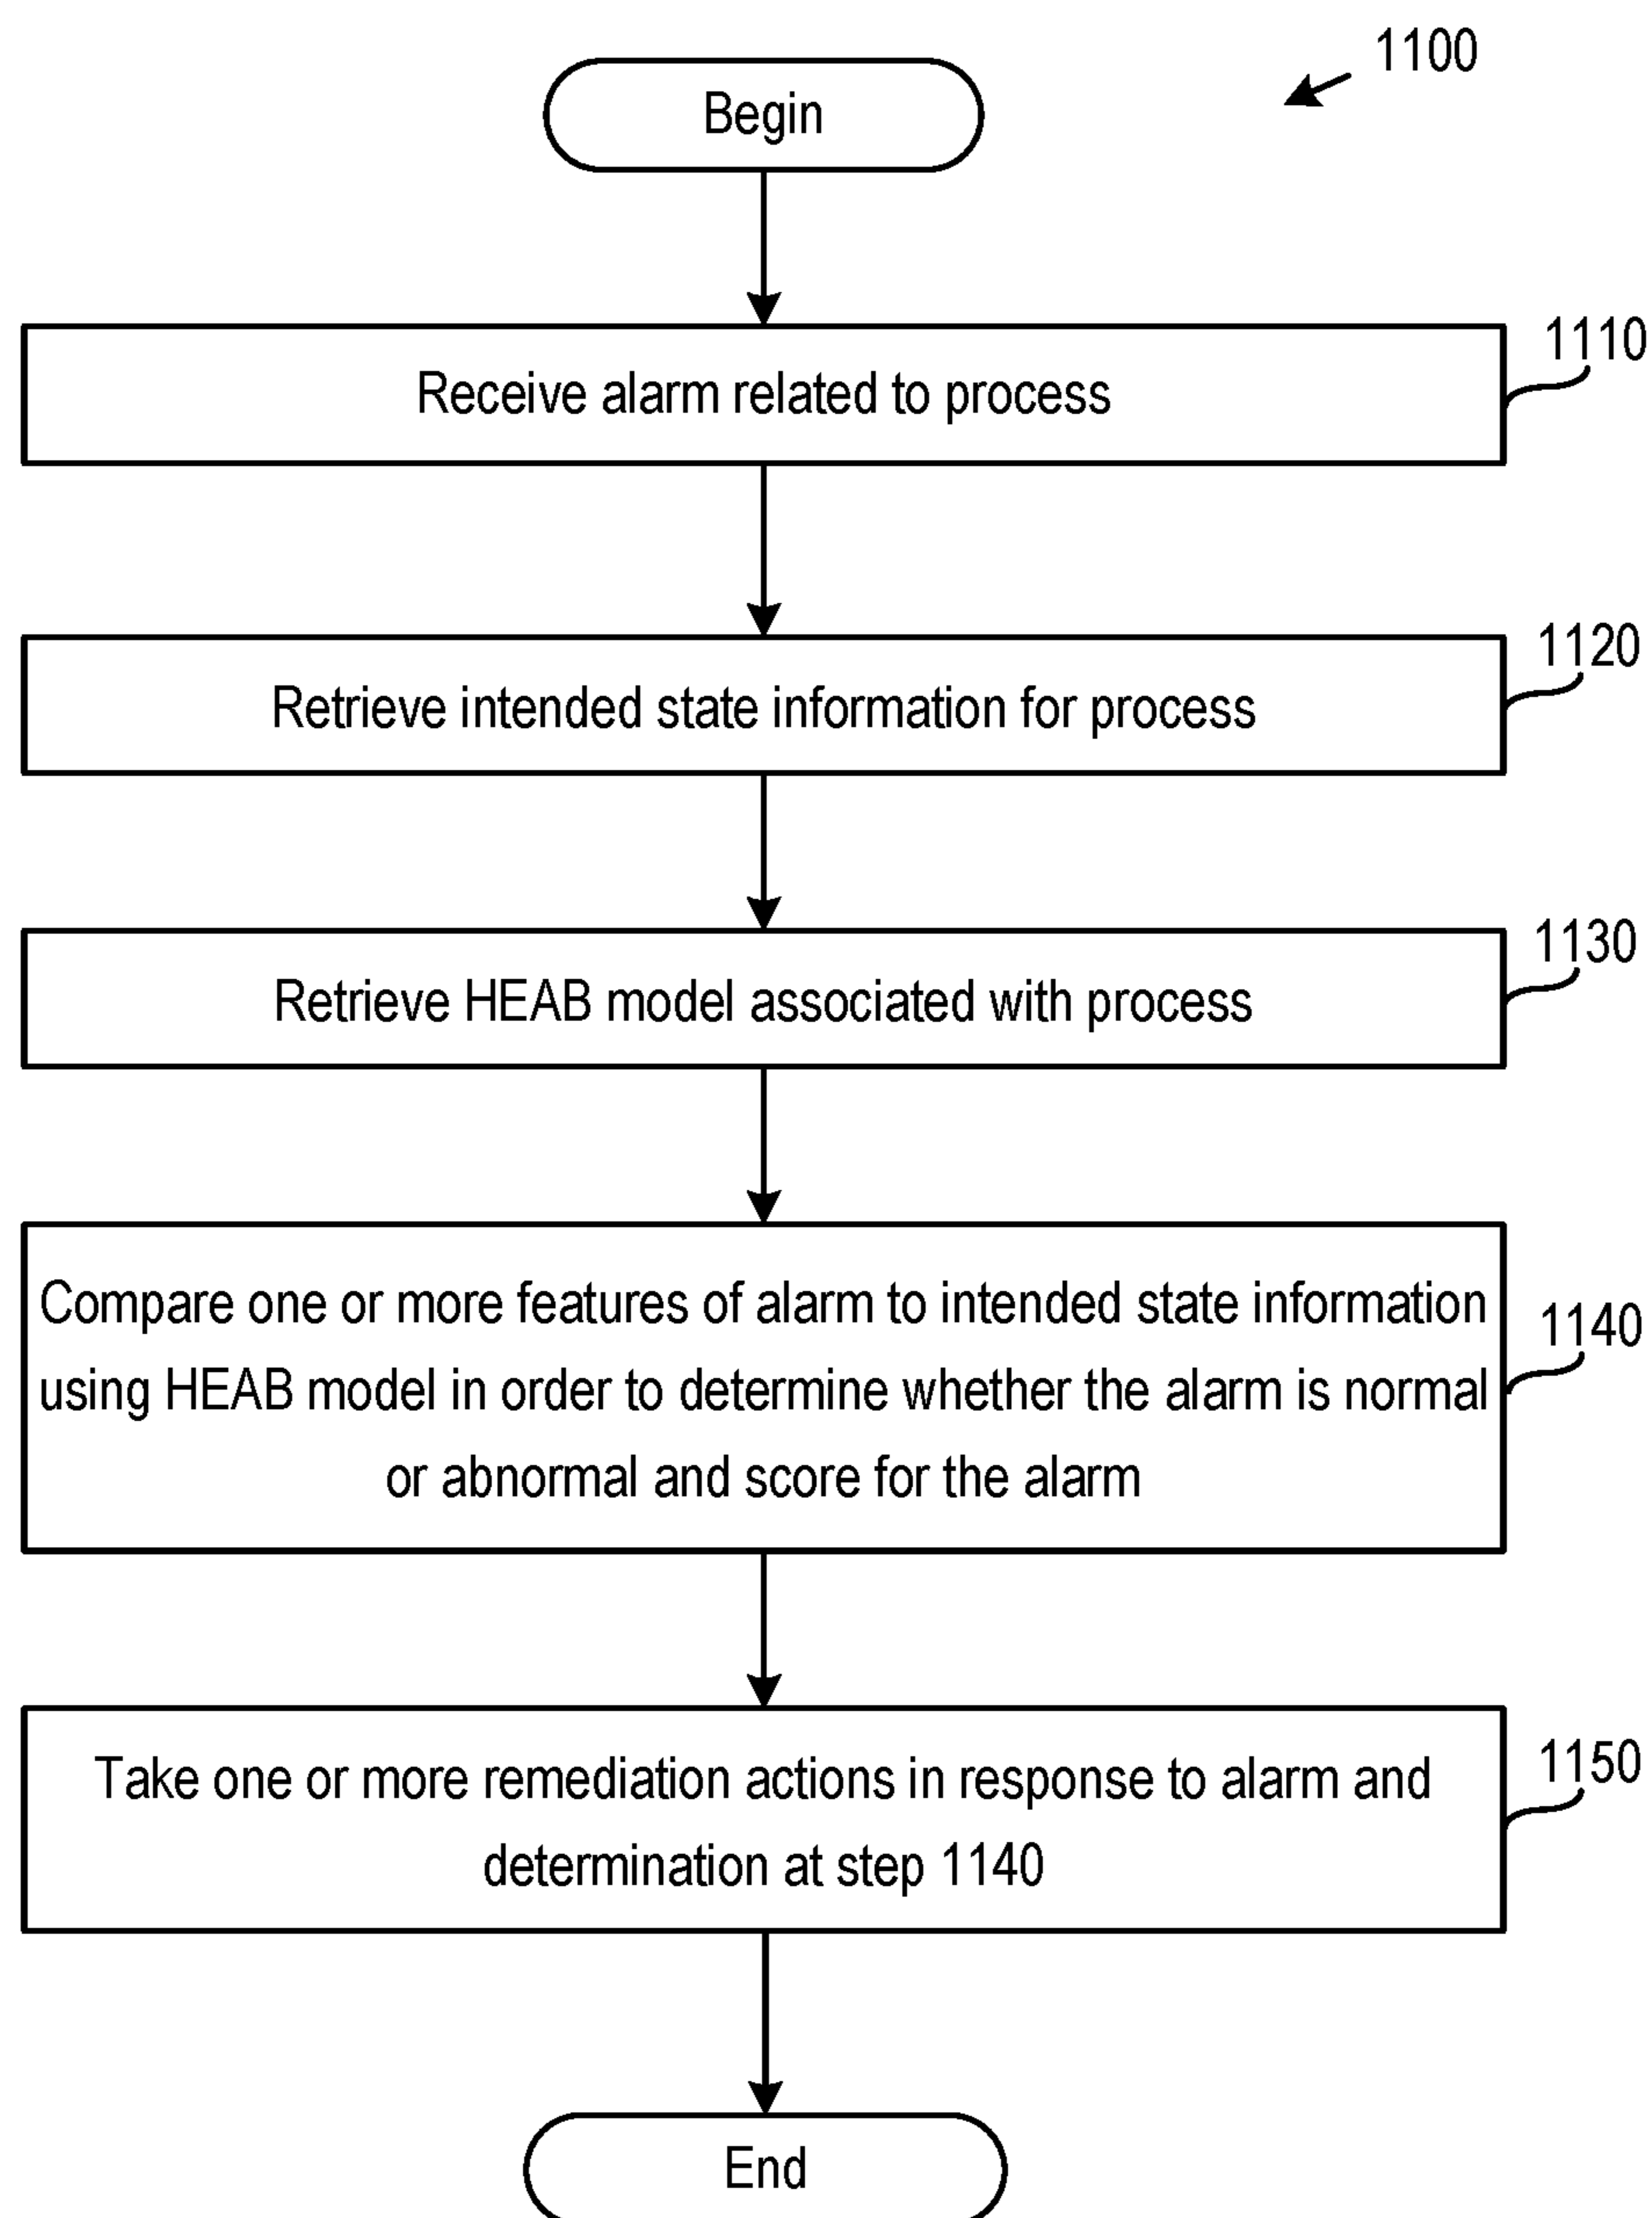 1100
Begin
1110
Receive alarm related to process
1120
Retrieve intended state information for process
1130
Retrieve HEAB model associated with process
1140
Compare one or more features of alarm to intended state information
using HEAB model in order to determine whether the alarm is normal
or abnormal and score for the alarm
1150
Take one or more remediation actions in response to alarm and
determination at step 1140
End